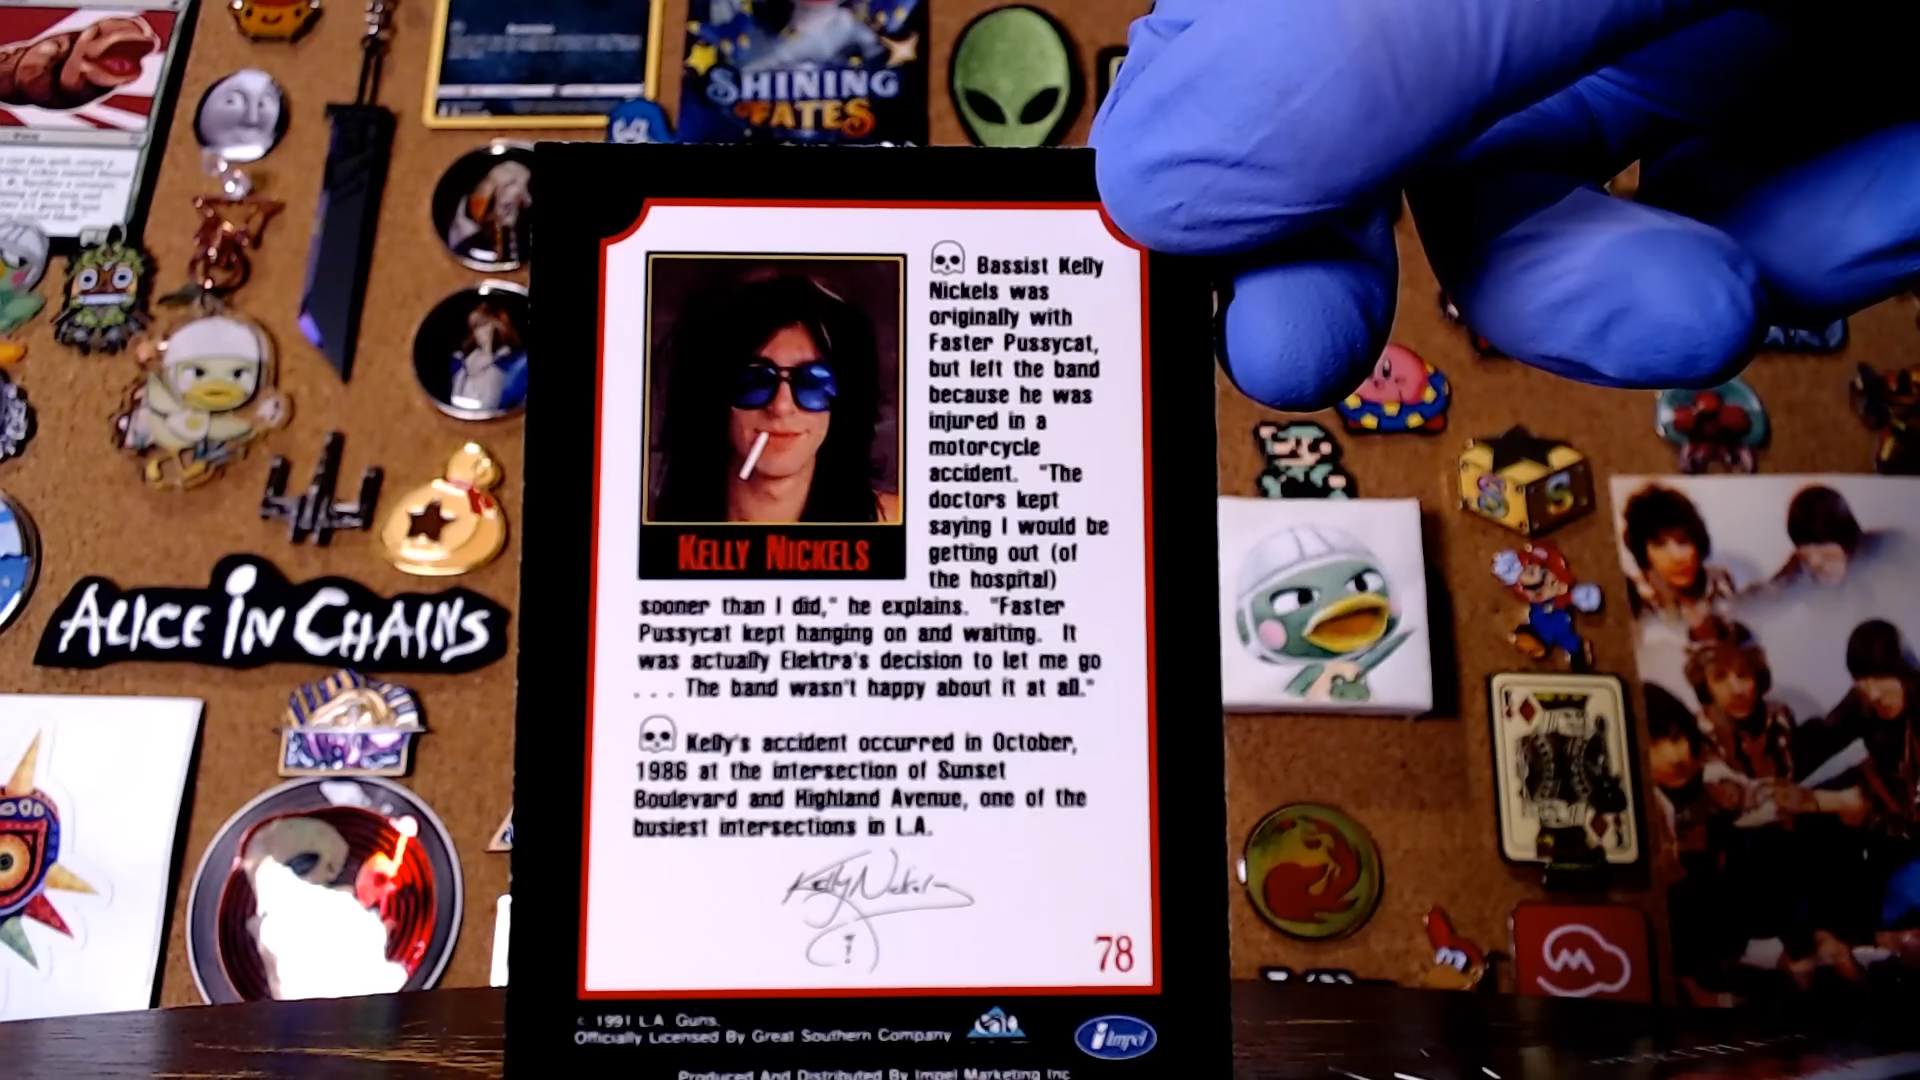 SHINING
FATES
Bassist Kelly
Nickels was
originally with
Faster Pussycat,
but left the band
because he was
injured in a
motorcycle
accident. "The
doctors kept
saying I would be
getting out (of
the hospital)
KELLY NICKELS
sooner than I did," he explains. "Faster
Pussycat kept hanging on and waiting. It
was actually Elektra's decision to let me go
. . . The band wasn't happy about it at all."
Kelly's accident occurred in October,
1986 at the intersection of Sunset
Boulevard and Highland Avenue, one of the
busiest intersections in L.A.
Kelly Nickels
78
© 1991 L.A. Guns.
Officially Licensed By Great Southern Company
Impel
Produced And Distributed By Impel Marketing Inc
ALICE IN CHAINS
S S
M
M